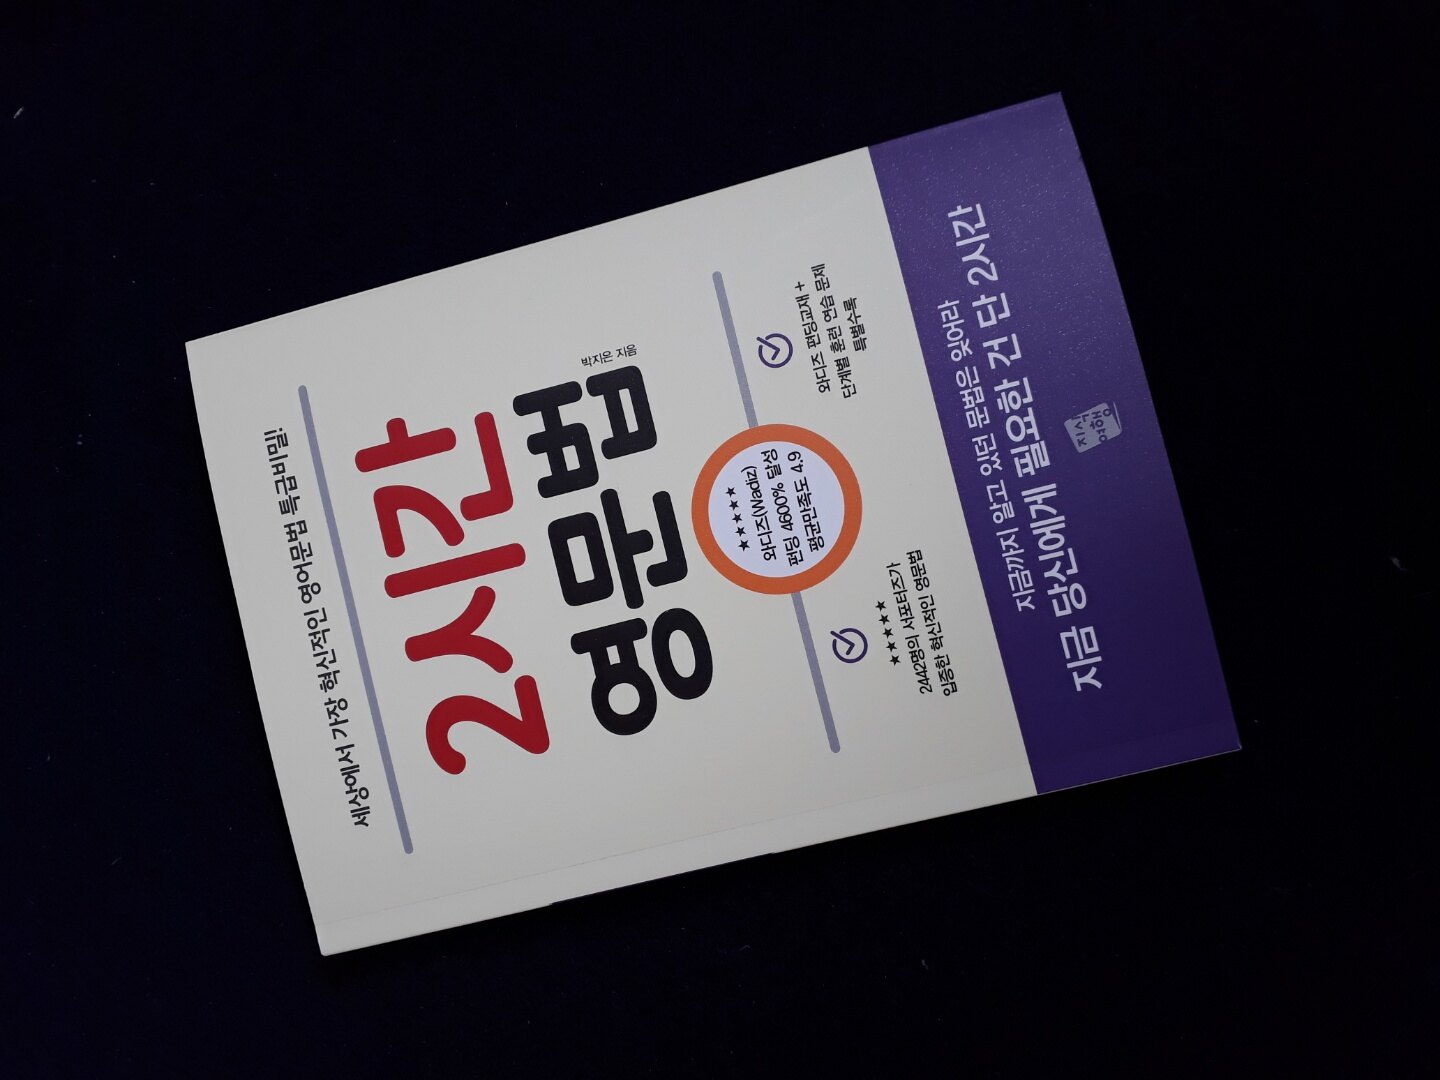 세상에서 가장 혁신적인 영어문법 특급비밀!
2시간
영문법
박지은 지음
★★★★★
와디즈(Wadiz)
펀딩 4600% 달성
평균만족도 4.9
★★★★★
2442명의 서포터즈가
입증한 혁신적인 영문법
와디즈 펀딩교재 +
단계별 훈련 연습 문제
특별수록
지금까지 알고 있던 문법은 잊어라
지금 당신에게 필요한 건 단 2시간
지식
여행